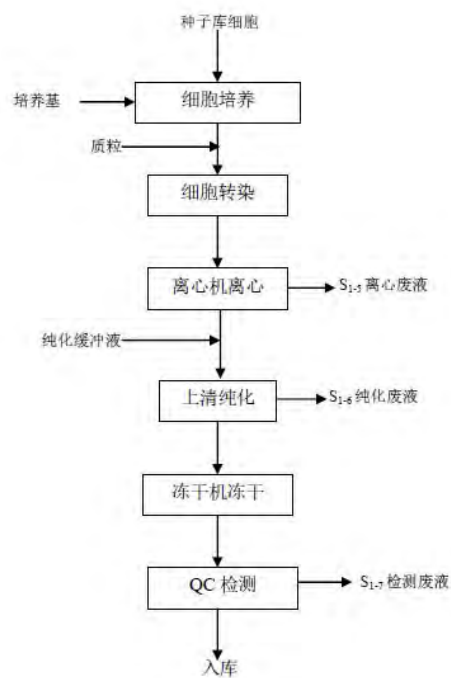 种子库细胞
培养基
细胞培养
质粒
细胞转染
离心机离心
S₁₋₅ 离心废液
纯化缓冲液
上清纯化
S₁₋₆ 纯化废液
冻干机冻干
QC 检测
S₁₋₇ 检测废液
入库